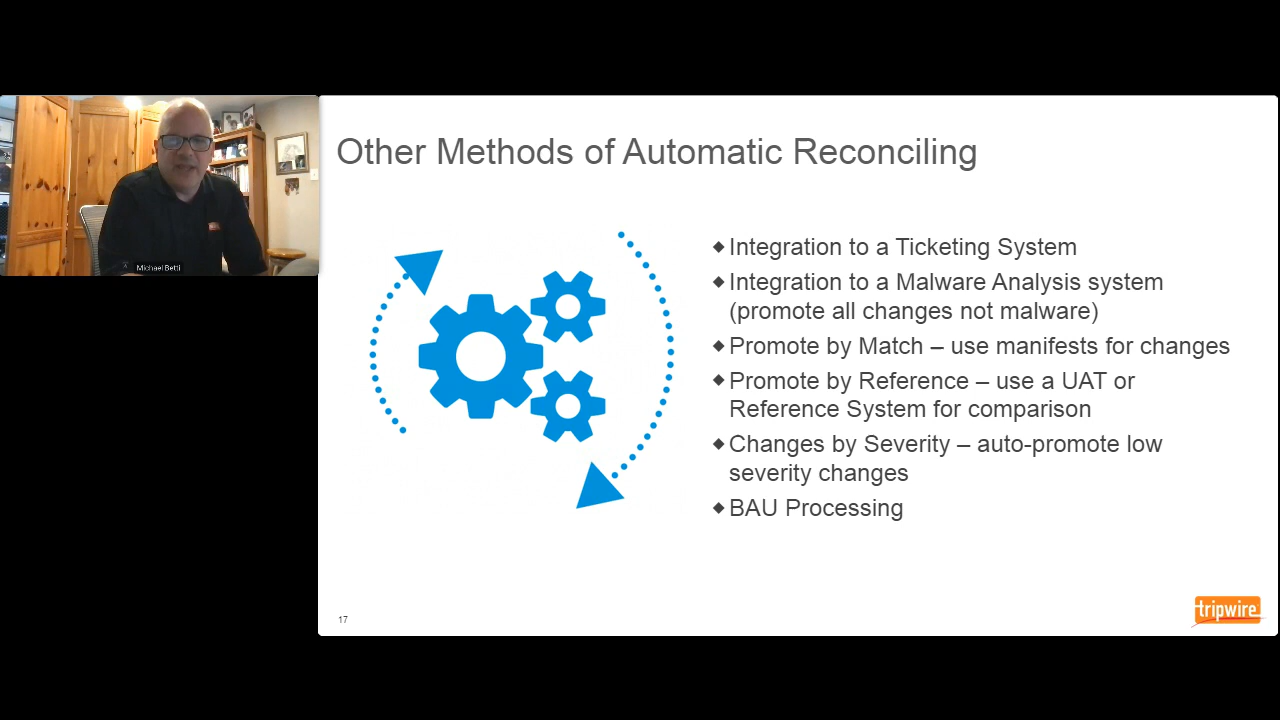 Michael Betti
Other Methods of Automatic Reconciling
◆ Integration to a Ticketing System
◆ Integration to a Malware Analysis system
(promote all changes not malware)
◆ Promote by Match – use manifests for changes
◆ Promote by Reference – use a UAT or
Reference System for comparison
◆ Changes by Severity – auto-promote low
severity changes
◆ BAU Processing
17
tripwire